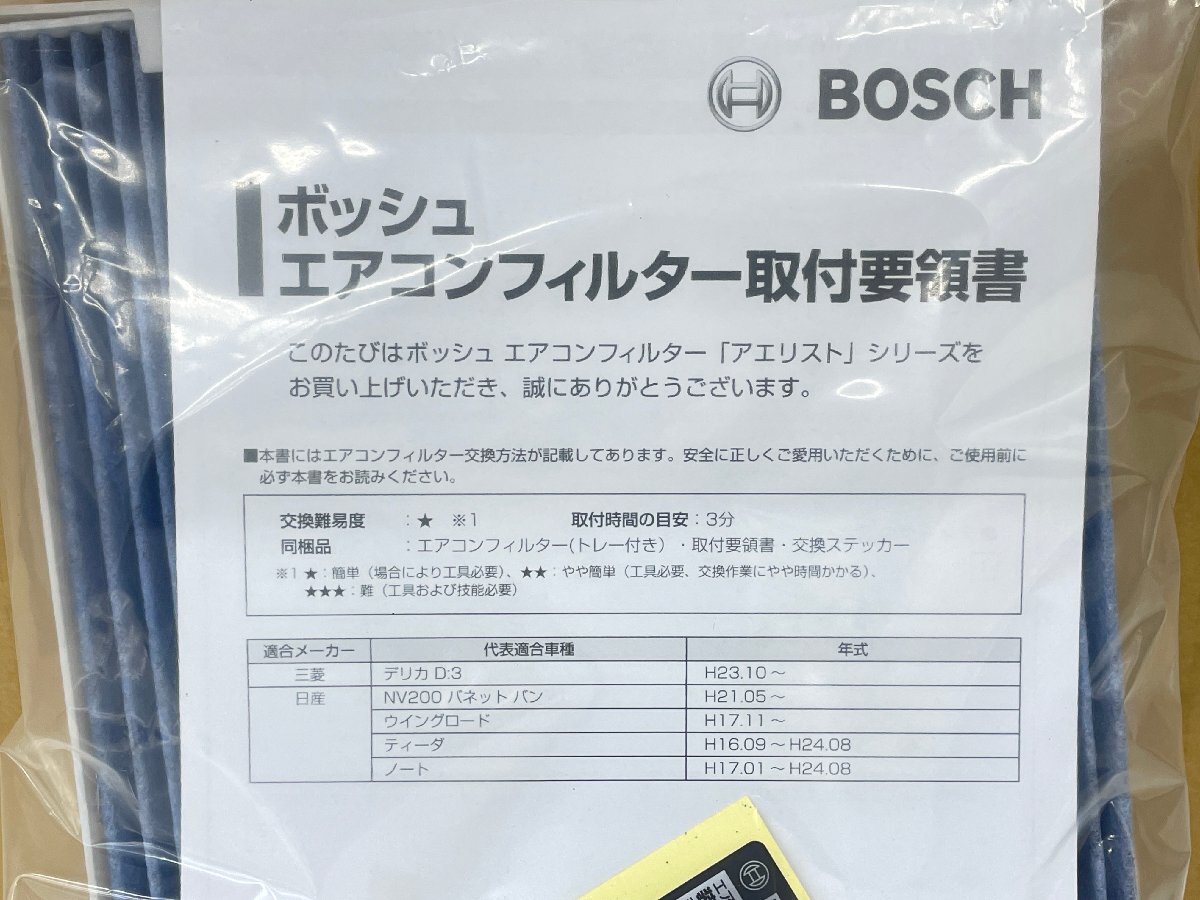 BOSCH
ボッシュ
エアコンフィルター取付要領書
このたびはボッシュ エアコンフィルター「アエリスト」シリーズを
お買い上げいただき、誠にありがとうございます。
■本書にはエアコンフィルター交換方法が記載してあります。安全に正しくご愛用いただくために、ご使用前に
必ず本書をお読みください。
交換難易度 :★ ※1 取付時間の目安:3分
同梱品 :エアコンフィルター(トレー付き)・取付要領書・交換ステッカー
※1 ★:簡単(場合により工具必要)、★★:やや簡単(工具必要、交換作業にやや時間かかる)、
★★★:難(工具および技能必要)
適合メーカー 代表適合車種 年式
三菱 デリカ D:3 H23.10～
日産 NV200 バネット バン H21.05～
ウイングロード H17.11～
ティーダ H16.09～H24.08
ノート H17.01～H24.08
エア